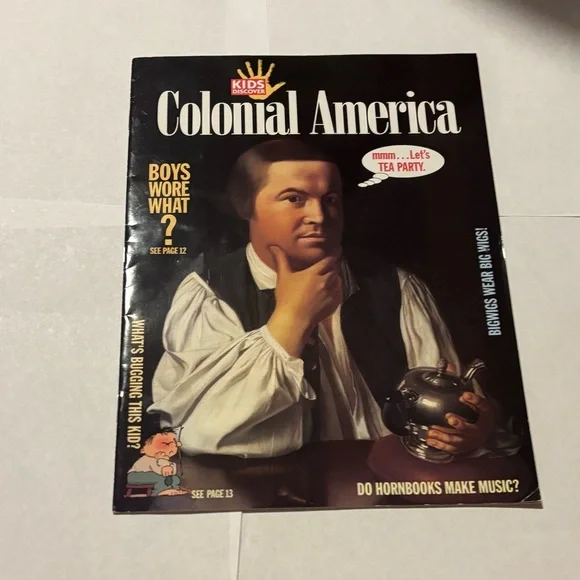 KIDS
DISCOVER
Colonial America
mmm...Let's
TEA PARTY.
BOYS
WORE
WHAT
?
SEE PAGE 12
BIGWIGS WEAR BIG WIGS!
WHAT'S BUGGING THIS KID?
SEE PAGE 13
DO HORNBOOKS MAKE MUSIC?